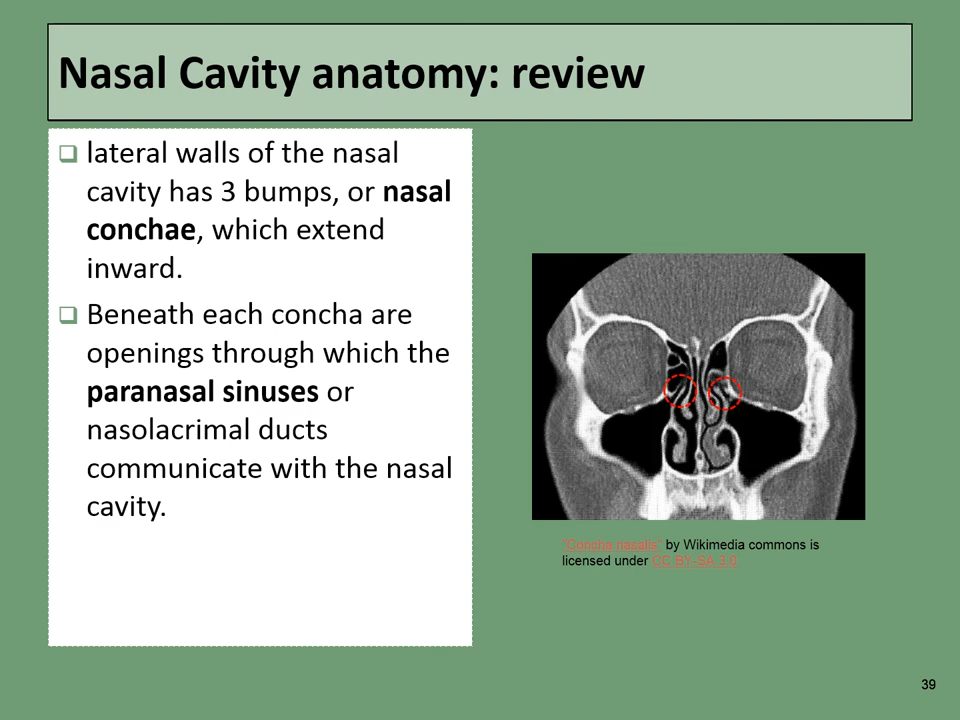 Nasal Cavity anatomy: review
lateral walls of the nasal
cavity has 3 bumps, or nasal
conchae, which extend
inward.
Beneath each concha are
openings through which the
paranasal sinuses or
nasolacrimal ducts
communicate with the nasal
cavity.
"Concha nasalis" by Wikimedia commons is
licensed under CC BY-SA 3.0
39